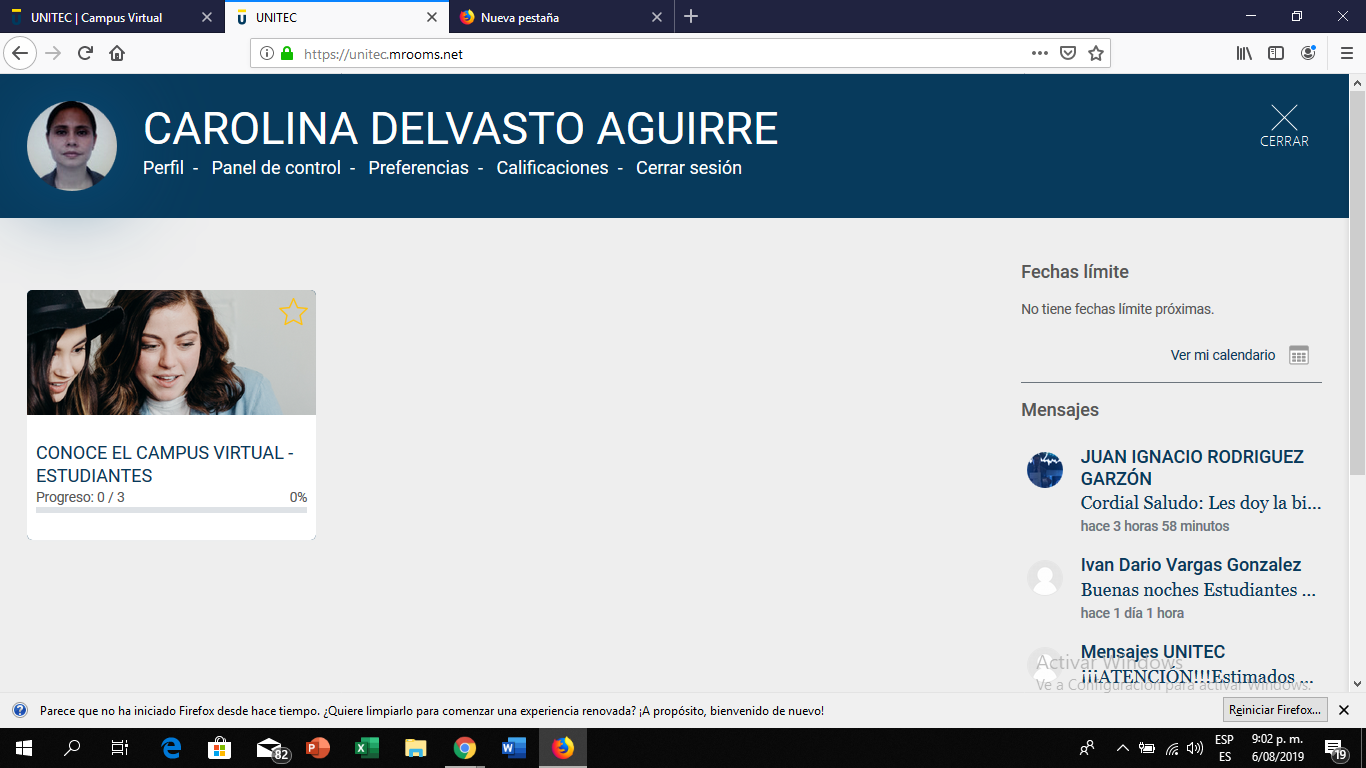 UNITEC | Campus Virtual
UNITEC
Nueva pestaña
https://unitec.mrooms.net
CAROLINA DELVASTO AGUIRRE
Perfil - Panel de control - Preferencias - Calificaciones - Cerrar sesión
CERRAR
CONOCE EL CAMPUS VIRTUAL -
ESTUDIANTES
Progreso: 0 / 3 0%
Fechas límite
No tiene fechas límite próximas.
Ver mi calendario
Mensajes
JUAN IGNACIO RODRIGUEZ
GARZÓN
Cordial Saludo: Les doy la bi...
hace 3 horas 58 minutos
Ivan Dario Vargas Gonzalez
Buenas noches Estudiantes ...
hace 1 día 1 hora
Mensajes UNITEC
¡¡¡ATENCIÓN!!!Estimados ...
Activar Windows
Ve a Configuración para activar Windows.
Parece que no ha iniciado Firefox desde hace tiempo. ¿Quiere limpiarlo para comenzar una experiencia renovada? ¡A propósito, bienvenido de nuevo!
Reiniciar Firefox...
82
ESP
ES
9:02 p. m.
6/08/2019
19